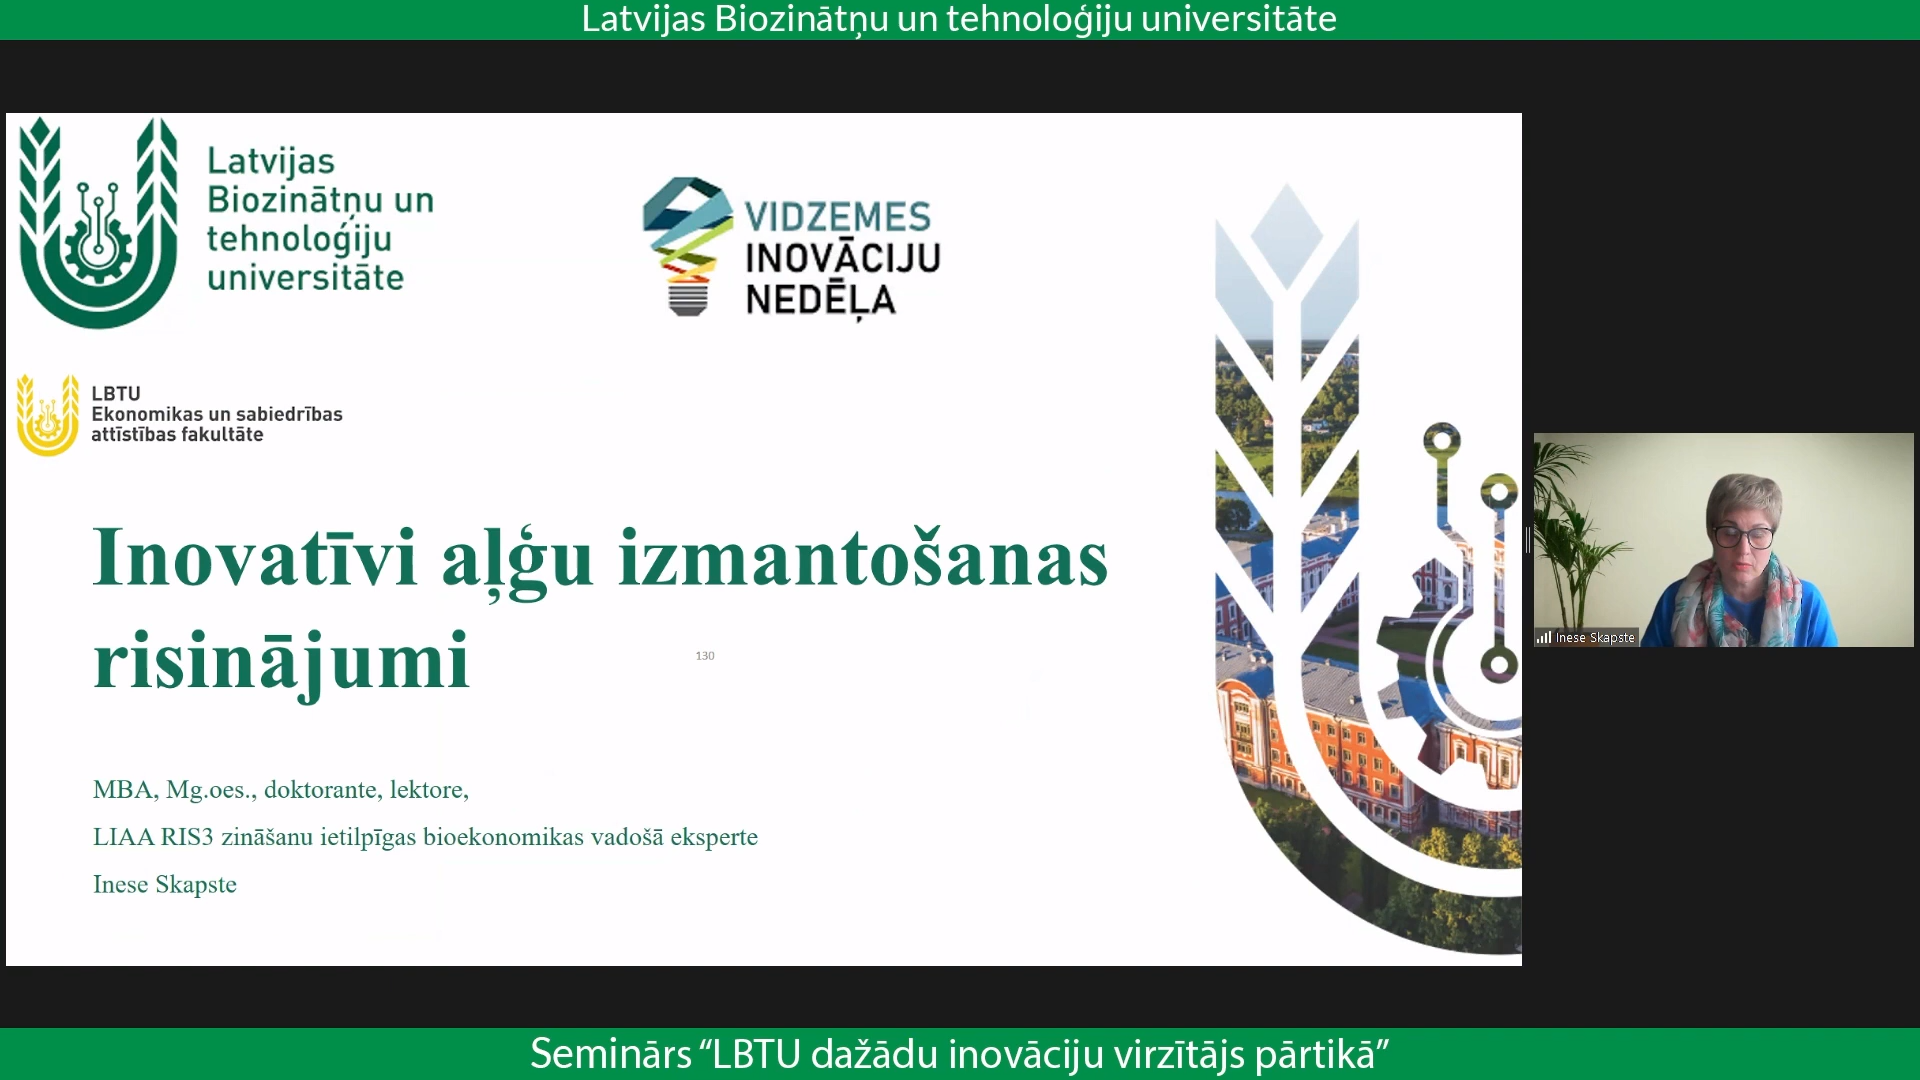 Latvijas Biozinātņu un tehnoloģiju universitāte
Latvijas
Biozinātņu un
tehnoloģiju
universitāte
VIDZEMES
INOVĀCIJU
NEDĒĻA
LBTU
Ekonomikas un sabiedrības
attīstības fakultāte
Inovatīvi aļģu izmantošanas
risinājumi
130
MBA, Mg.oes., doktorante, lektore,
LIAA RIS3 zināšanu ietilpīgas bioekonomikas vadošā eksperte
Inese Skapste
Inese Skapste
Seminārs “LBTU dažādu inovāciju virzītājs pārtikā”